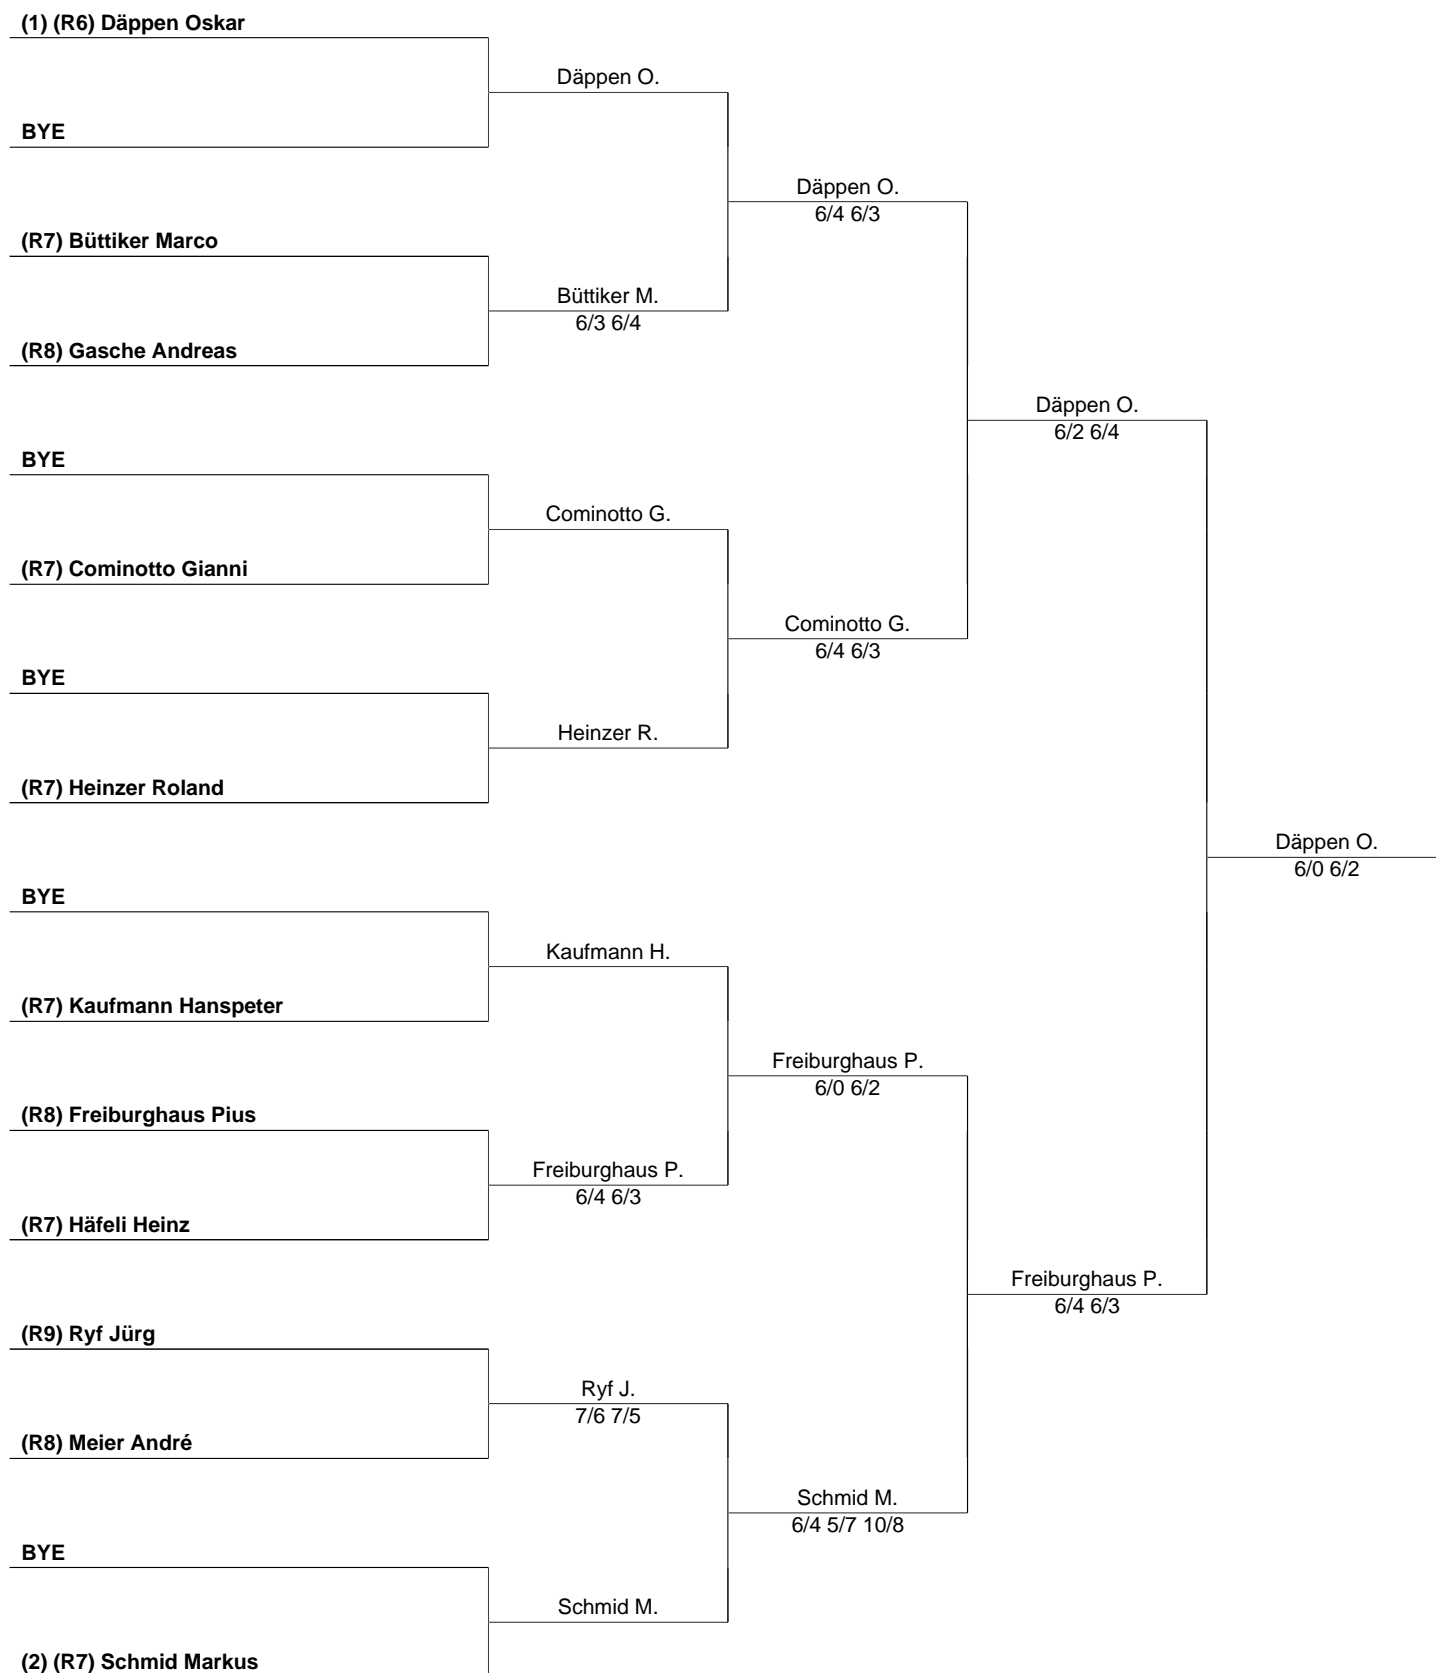 (1) (R6) Däppen Oskar
Däppen O.
BYE
Däppen O.
6/4 6/3
(R7) Büttiker Marco
Büttiker M.
6/3 6/4
(R8) Gasche Andreas
Däppen O.
6/2 6/4
BYE
Cominotto G.
(R7) Cominotto Gianni
Cominotto G.
6/4 6/3
BYE
Heinzer R.
(R7) Heinzer Roland
Däppen O.
6/0 6/2
BYE
Kaufmann H.
(R7) Kaufmann Hanspeter
Freiburghaus P.
6/0 6/2
(R8) Freiburghaus Pius
Freiburghaus P.
6/4 6/3
(R7) Häfeli Heinz
Freiburghaus P.
6/4 6/3
(R9) Ryf Jürg
Ryf J.
7/6 7/5
(R8) Meier André
Schmid M.
6/4 5/7 10/8
BYE
Schmid M.
(2) (R7) Schmid Markus